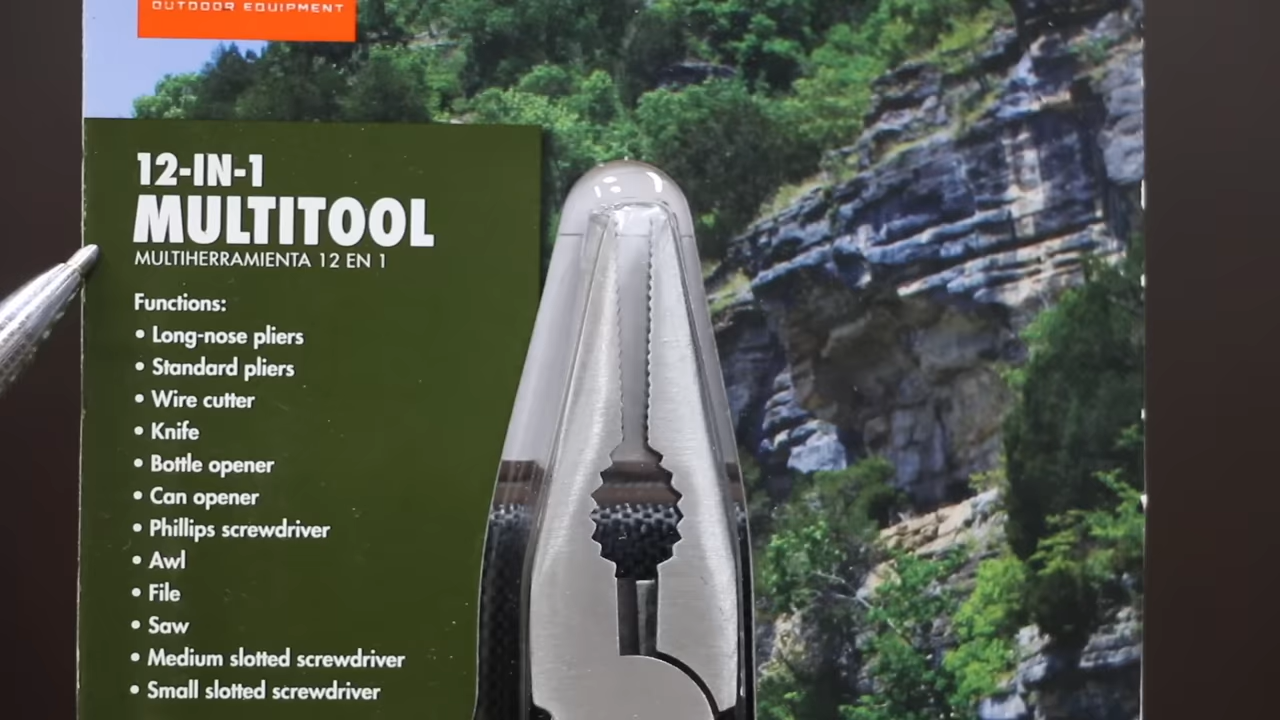 OUTDOOR EQUIPMENT
12-IN-1
MULTITOOL
MULTIHERRAMIENTA 12 EN 1
Functions:
• Long-nose pliers
• Standard pliers
• Wire cutter
• Knife
• Bottle opener
• Can opener
• Phillips screwdriver
• Awl
• File
• Saw
• Medium slotted screwdriver
• Small slotted screwdriver